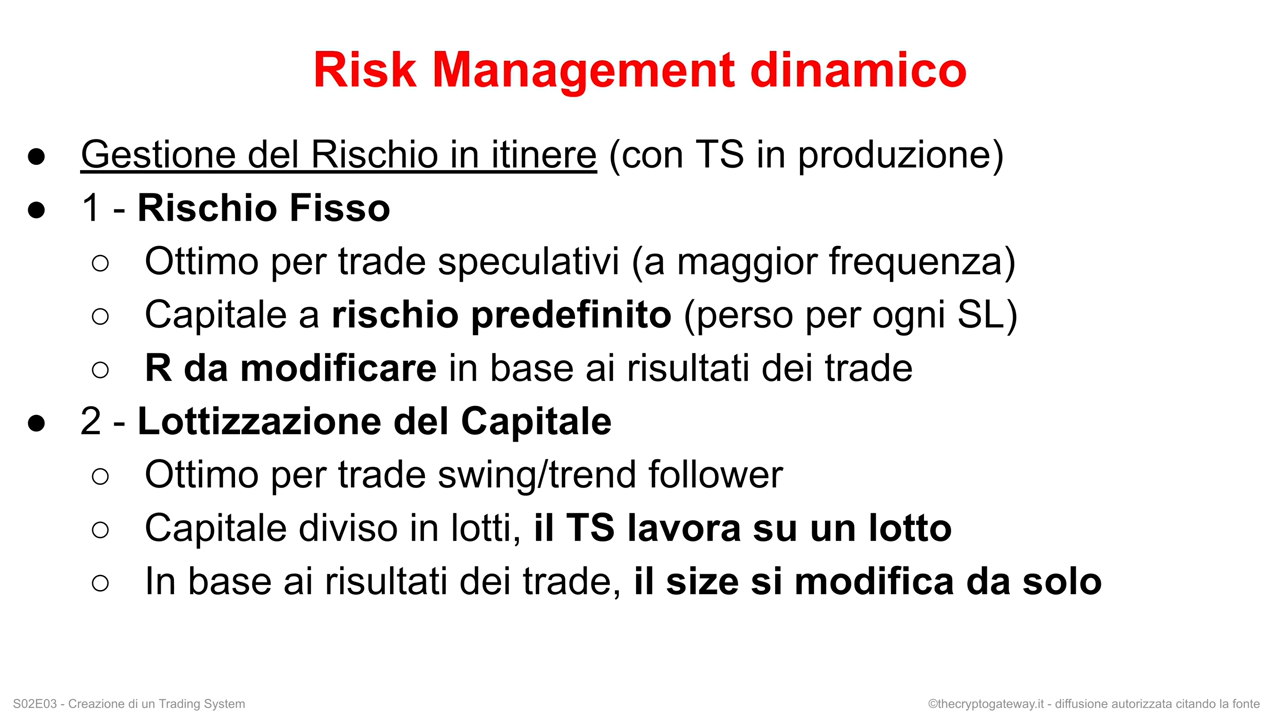 Risk Management dinamico
● Gestione del Rischio in itinere (con TS in produzione)
● 1 - Rischio Fisso
○ Ottimo per trade speculativi (a maggior frequenza)
○ Capitale a rischio predefinito (perso per ogni SL)
○ R da modificare in base ai risultati dei trade
● 2 - Lottizzazione del Capitale
○ Ottimo per trade swing/trend follower
○ Capitale diviso in lotti, il TS lavora su un lotto
○ In base ai risultati dei trade, il size si modifica da solo
S02E03 - Creazione di un Trading System
©thecryptogateway.it - diffusione autorizzata citando la fonte